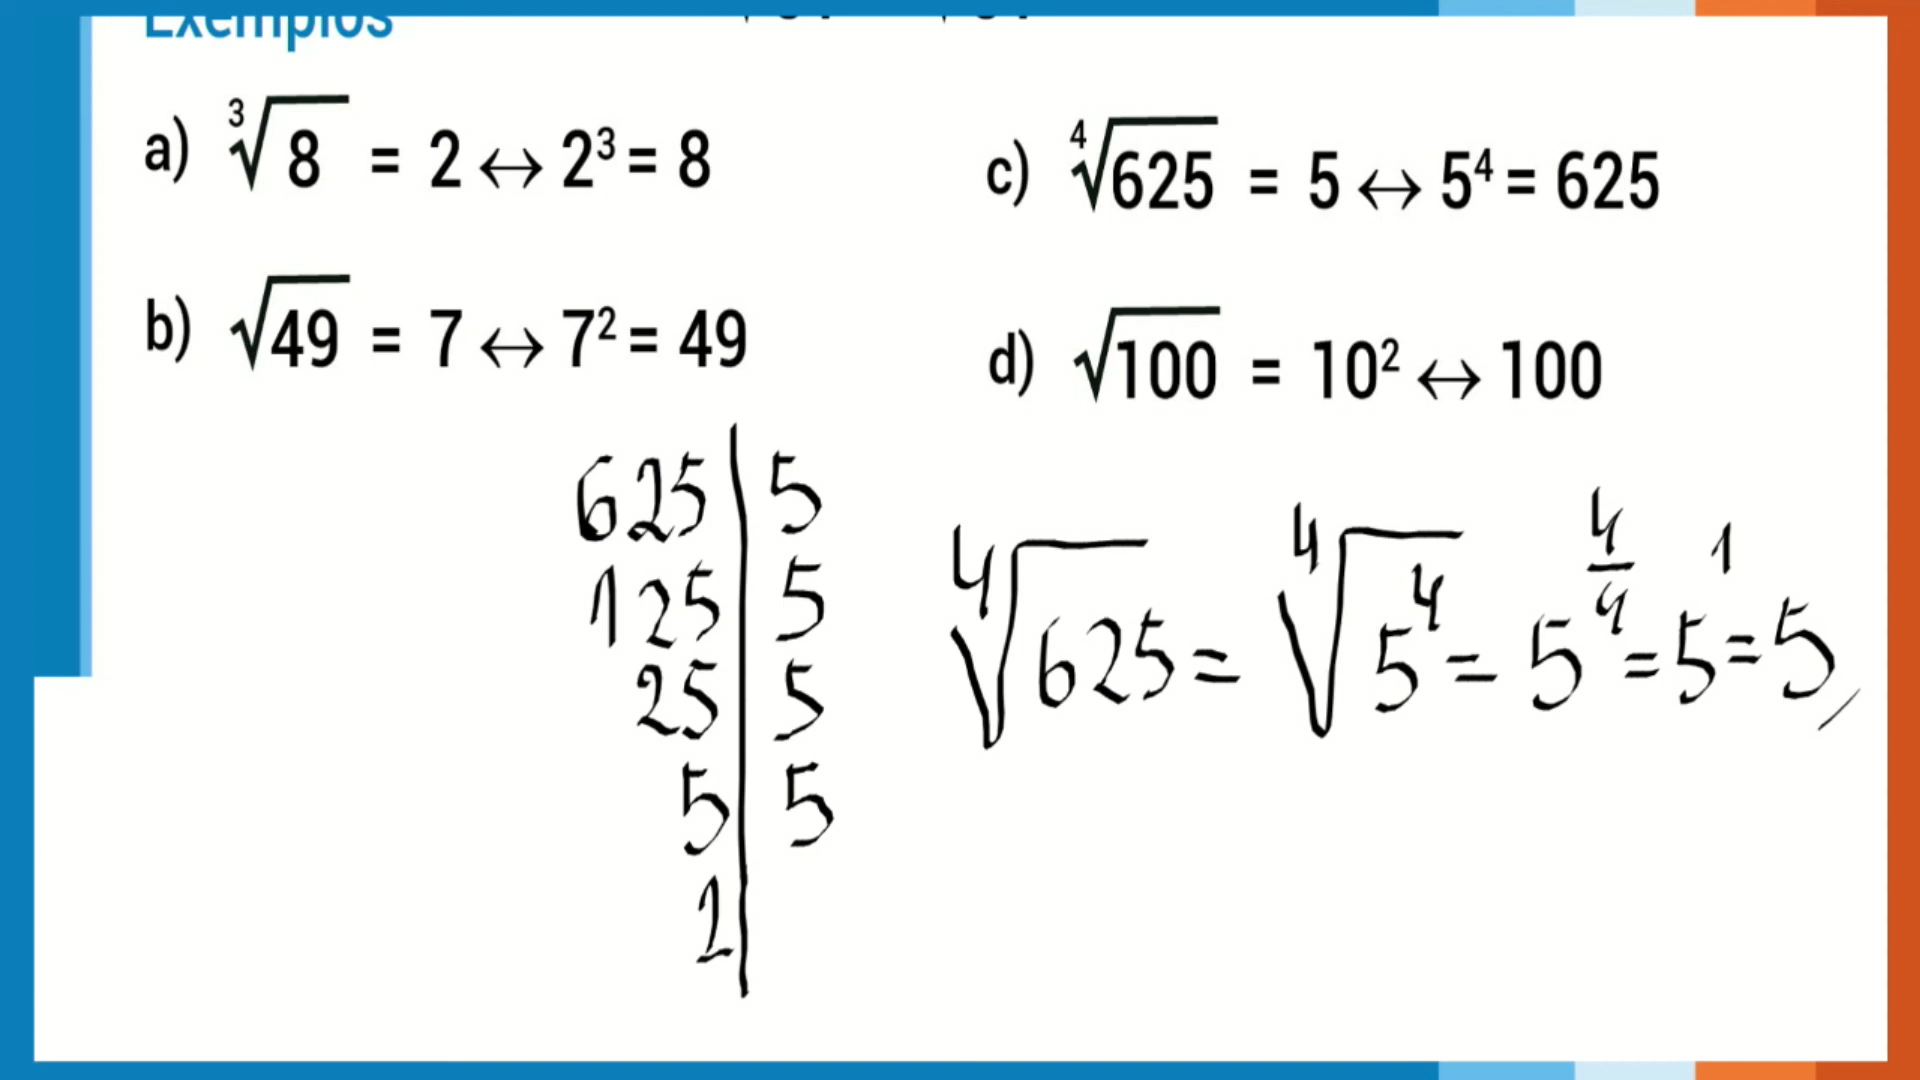 Exemplos
a) ∛8 = 2 ↔ 2³ = 8
b) √49 = 7 ↔ 7² = 49
c) ∜625 = 5 ↔ 5⁴ = 625
d) √100 = 10² ↔ 100
625 | 5
125 | 5
25 | 5
5 | 5
1 |
∜625 = ∜5⁴ = 5^(4/4) = 5¹ = 5